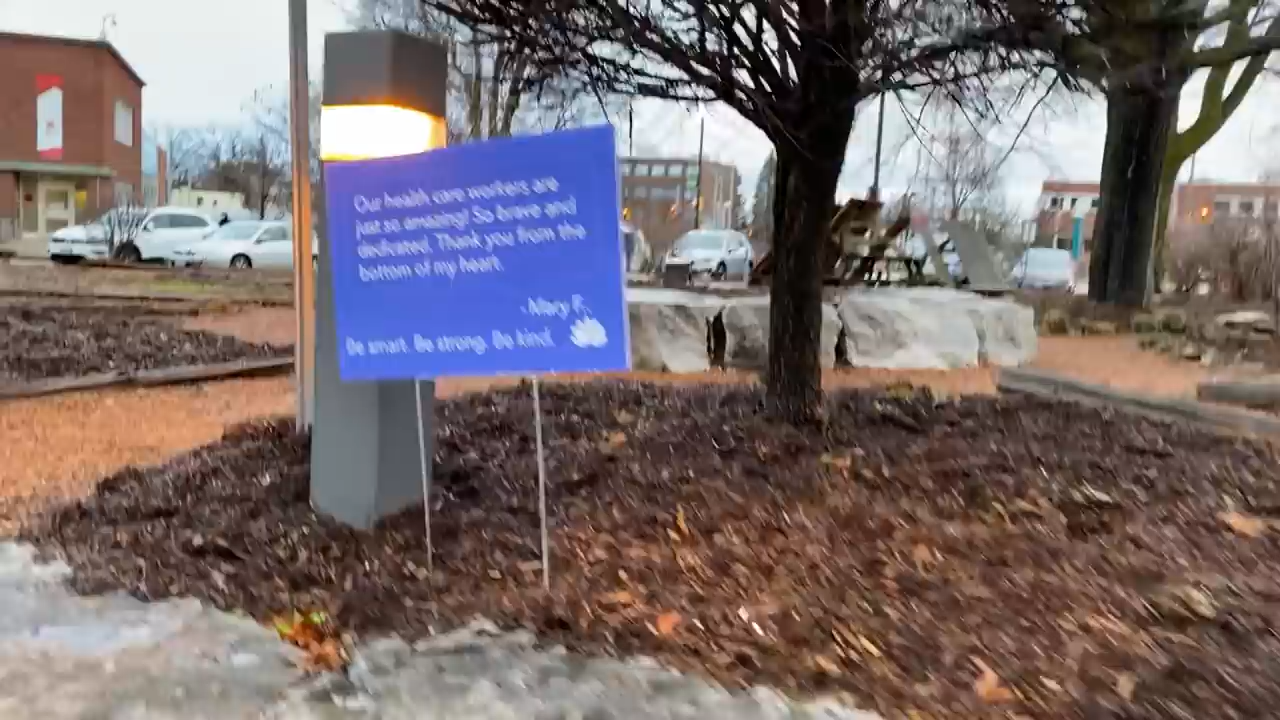 Our health care workers are
just so amazing! So brave and
dedicated. Thank you from the
bottom of my heart.
-Mary F.
Be smart. Be strong. Be kind.